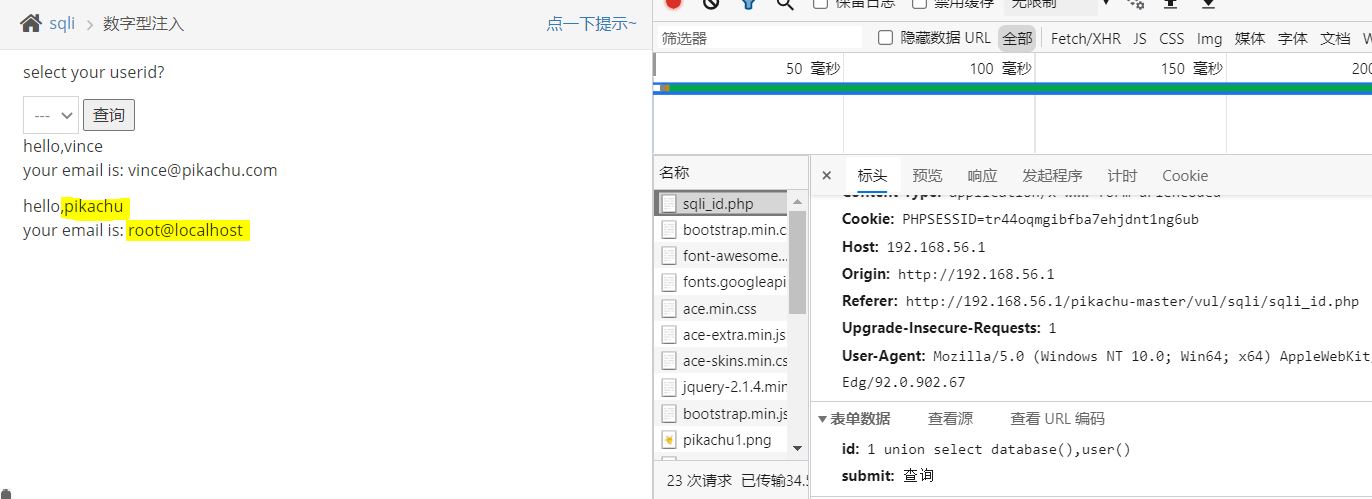 sqli > 数字型注入 点一下提示~
select your userid?
--- 查询
hello,vince
your email is: vince@pikachu.com
hello,pikachu
your email is: root@localhost
保留日志 禁用缓存 无限制
筛选器 隐藏数据 URL 全部 Fetch/XHR JS CSS Img 媒体 字体 文档
50 毫秒 100 毫秒 150 毫秒 200
名称
sqli_id.php
bootstrap.min.c
font-awesome...
fonts.googleapi
ace.min.css
ace-extra.min.js
ace-skins.min.cs
jquery-2.1.4.min
bootstrap.min.js
pikachu1.png
23 次请求 已传输34.5
× 标头 预览 响应 发起程序 计时 Cookie
Cookie: PHPSESSID=tr44oqmgibfba7ehjdnt1ng6ub
Host: 192.168.56.1
Origin: http://192.168.56.1
Referer: http://192.168.56.1/pikachu-master/vul/sqli/sqli_id.php
Upgrade-Insecure-Requests: 1
User-Agent: Mozilla/5.0 (Windows NT 10.0; Win64; x64) AppleWebKit/
Edg/92.0.902.67
表单数据 查看源 查看 URL 编码
id: 1 union select database(),user()
submit: 查询